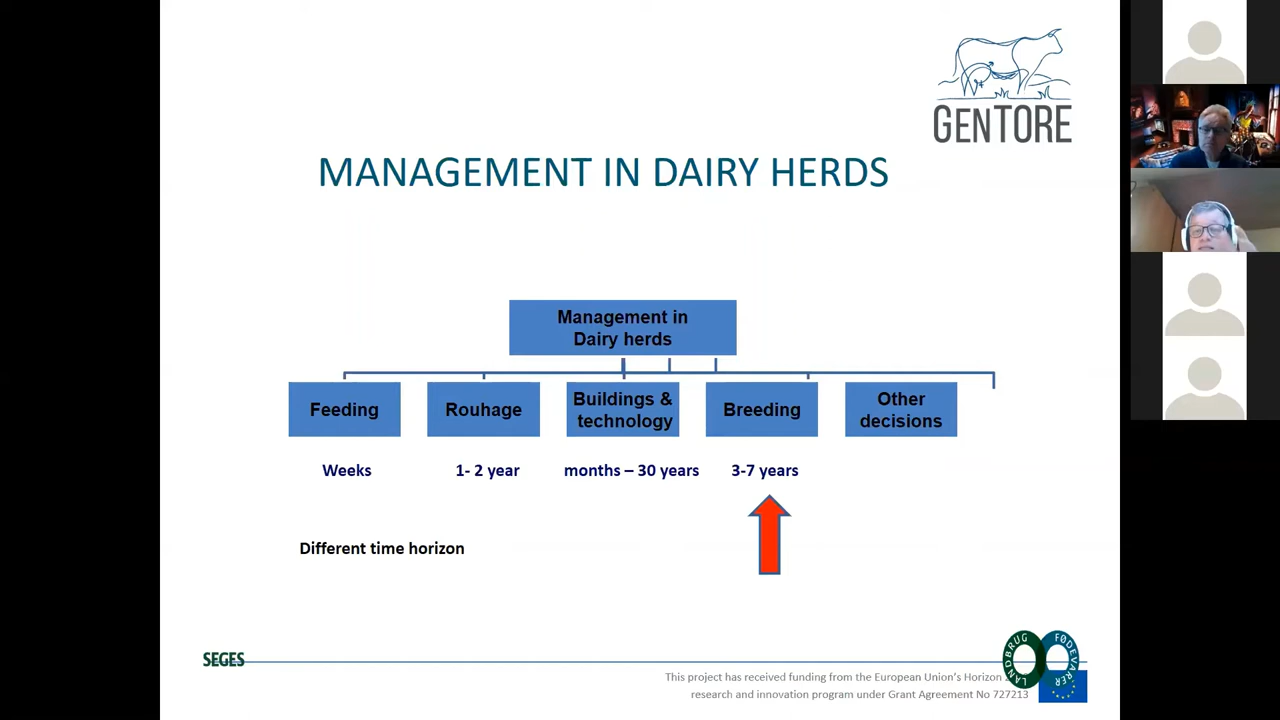 GENTORE
MANAGEMENT IN DAIRY HERDS
Management in
Dairy herds
Feeding
Rouhage
Buildings &
technology
Breeding
Other
decisions
Weeks
1- 2 year
months – 30 years
3-7 years
Different time horizon
SEGES
LANDBRUG FØDEVARER
This project has received funding from the European Union's Horizon
research and innovation program under Grant Agreement No 727213